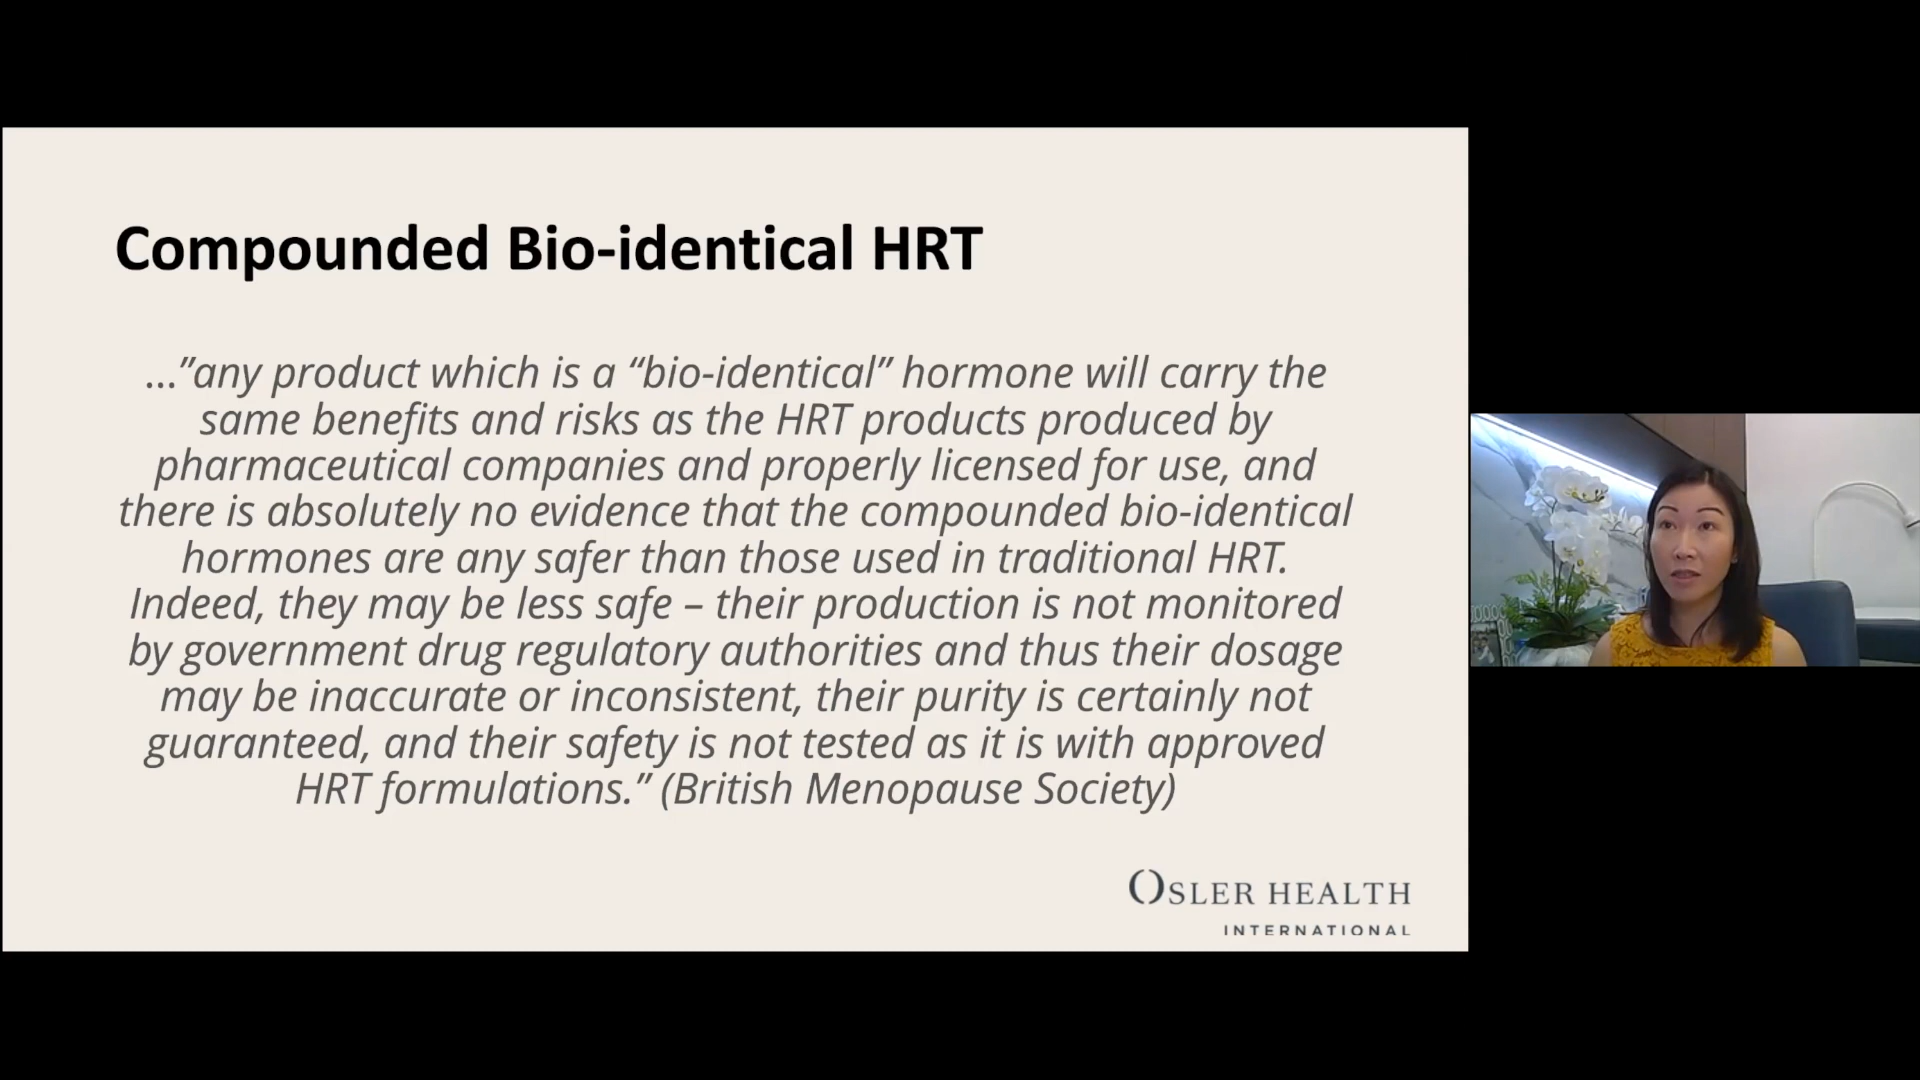 Compounded Bio-identical HRT
...”any product which is a “bio-identical” hormone will carry the
same benefits and risks as the HRT products produced by
pharmaceutical companies and properly licensed for use, and
there is absolutely no evidence that the compounded bio-identical
hormones are any safer than those used in traditional HRT.
Indeed, they may be less safe – their production is not monitored
by government drug regulatory authorities and thus their dosage
may be inaccurate or inconsistent, their purity is certainly not
guaranteed, and their safety is not tested as it is with approved
HRT formulations.” (British Menopause Society)
OSLER HEALTH
INTERNATIONAL